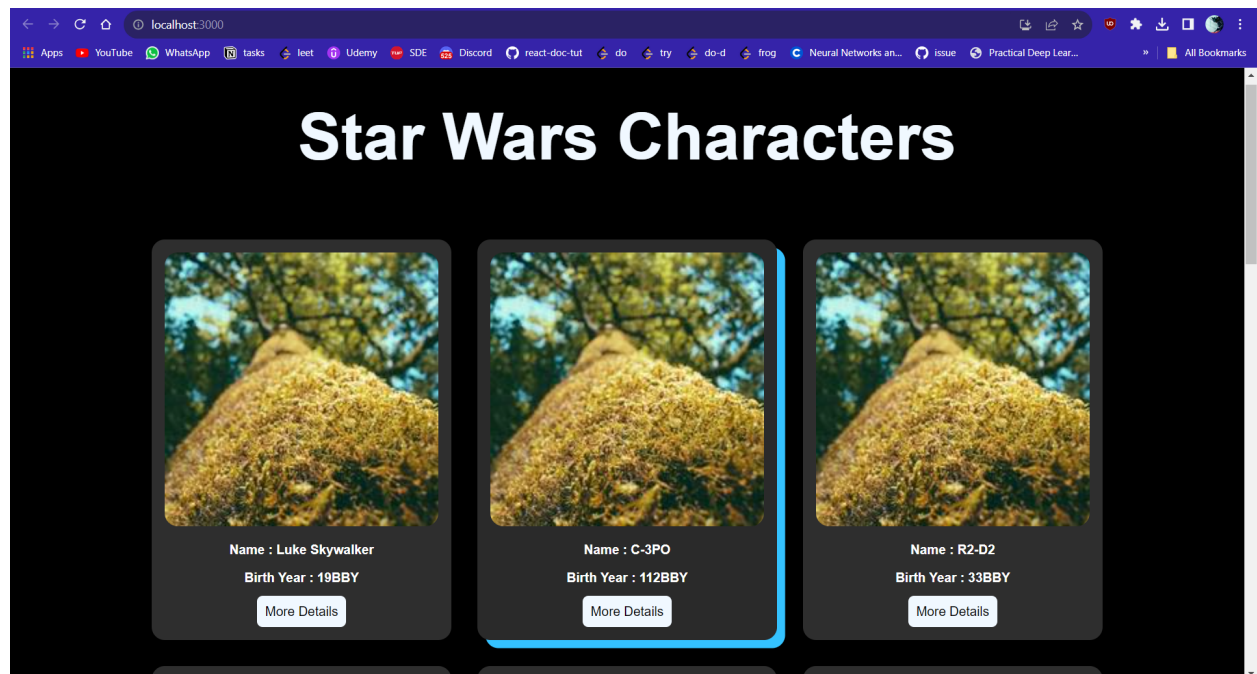 localhost:3000
Apps YouTube WhatsApp tasks leet Udemy SDE Discord react-doc-tut do try do-d frog Neural Networks an... issue Practical Deep Lear... » All Bookmarks
Star Wars Characters
Name : Luke Skywalker
Birth Year : 19BBY
More Details
Name : C-3PO
Birth Year : 112BBY
More Details
Name : R2-D2
Birth Year : 33BBY
More Details